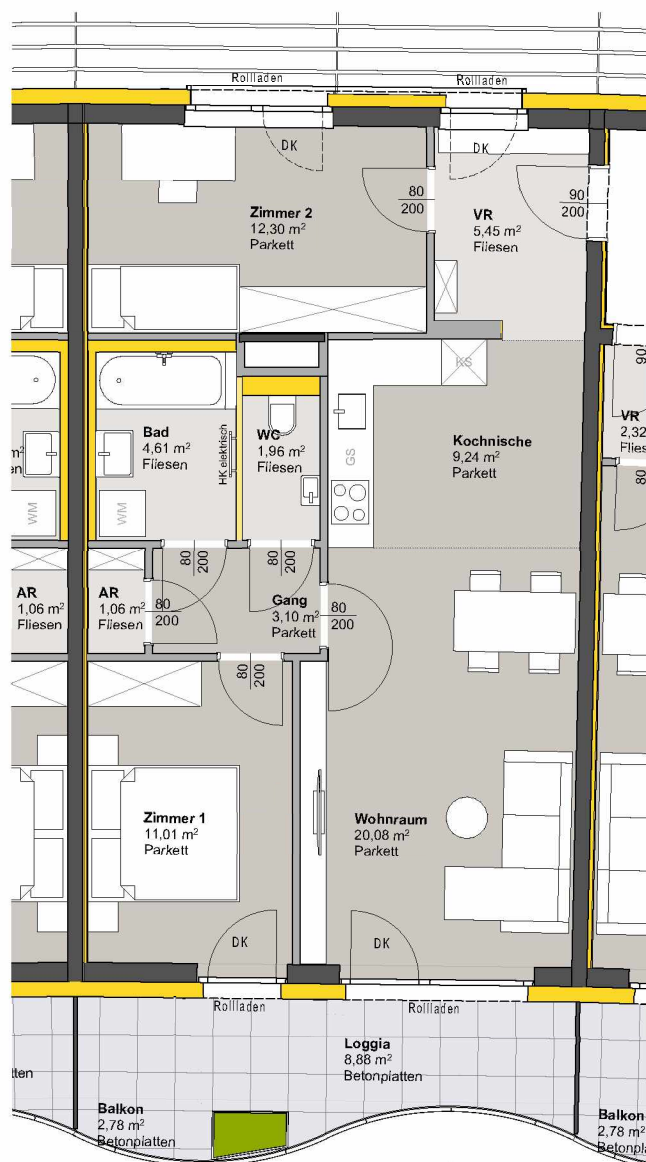 Rollladen
Rollladen
DK
DK
80
200
90
200
Zimmer 2
12,30 m²
Parkett
VR
5,45 m²
Fliesen
KS
90
Bad
4,61 m²
Fliesen
HK elektrisch
WC
1,96 m²
Fliesen
GS
Kochnische
9,24 m²
Parkett
VR
2,32
WM
WM
80
80
200
80
200
AR
1,06 m²
Fliesen
AR
1,06 m²
Fliesen
80
200
Gang
3,10 m²
Parkett
80
200
80
200
Zimmer 1
11,01 m²
Parkett
Wohnraum
20,08 m²
Parkett
DK
DK
Rollladen
Rollladen
Loggia
8,88 m²
Betonplatten
Balkon
2,78 m²
Betonplatten
Balkon
2,78 m²